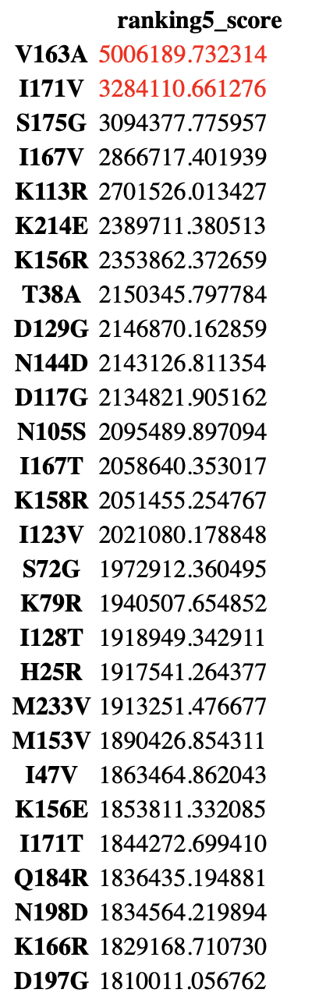 ranking5_score
V163A 5006189.732314
I171V 3284110.661276
S175G 3094377.775957
I167V 2866717.401939
K113R 2701526.013427
K214E 2389711.380513
K156R 2353862.372659
T38A 2150345.797784
D129G 2146870.162859
N144D 2143126.811354
D117G 2134821.905162
N105S 2095489.897094
I167T 2058640.353017
K158R 2051455.254767
I123V 2021080.178848
S72G 1972912.360495
K79R 1940507.654852
I128T 1918949.342911
H25R 1917541.264377
M233V 1913251.476677
M153V 1890426.854311
I47V 1863464.862043
K156E 1853811.332085
I171T 1844272.699410
Q184R 1836435.194881
N198D 1834564.219894
K166R 1829168.710730
D197G 1810011.056762